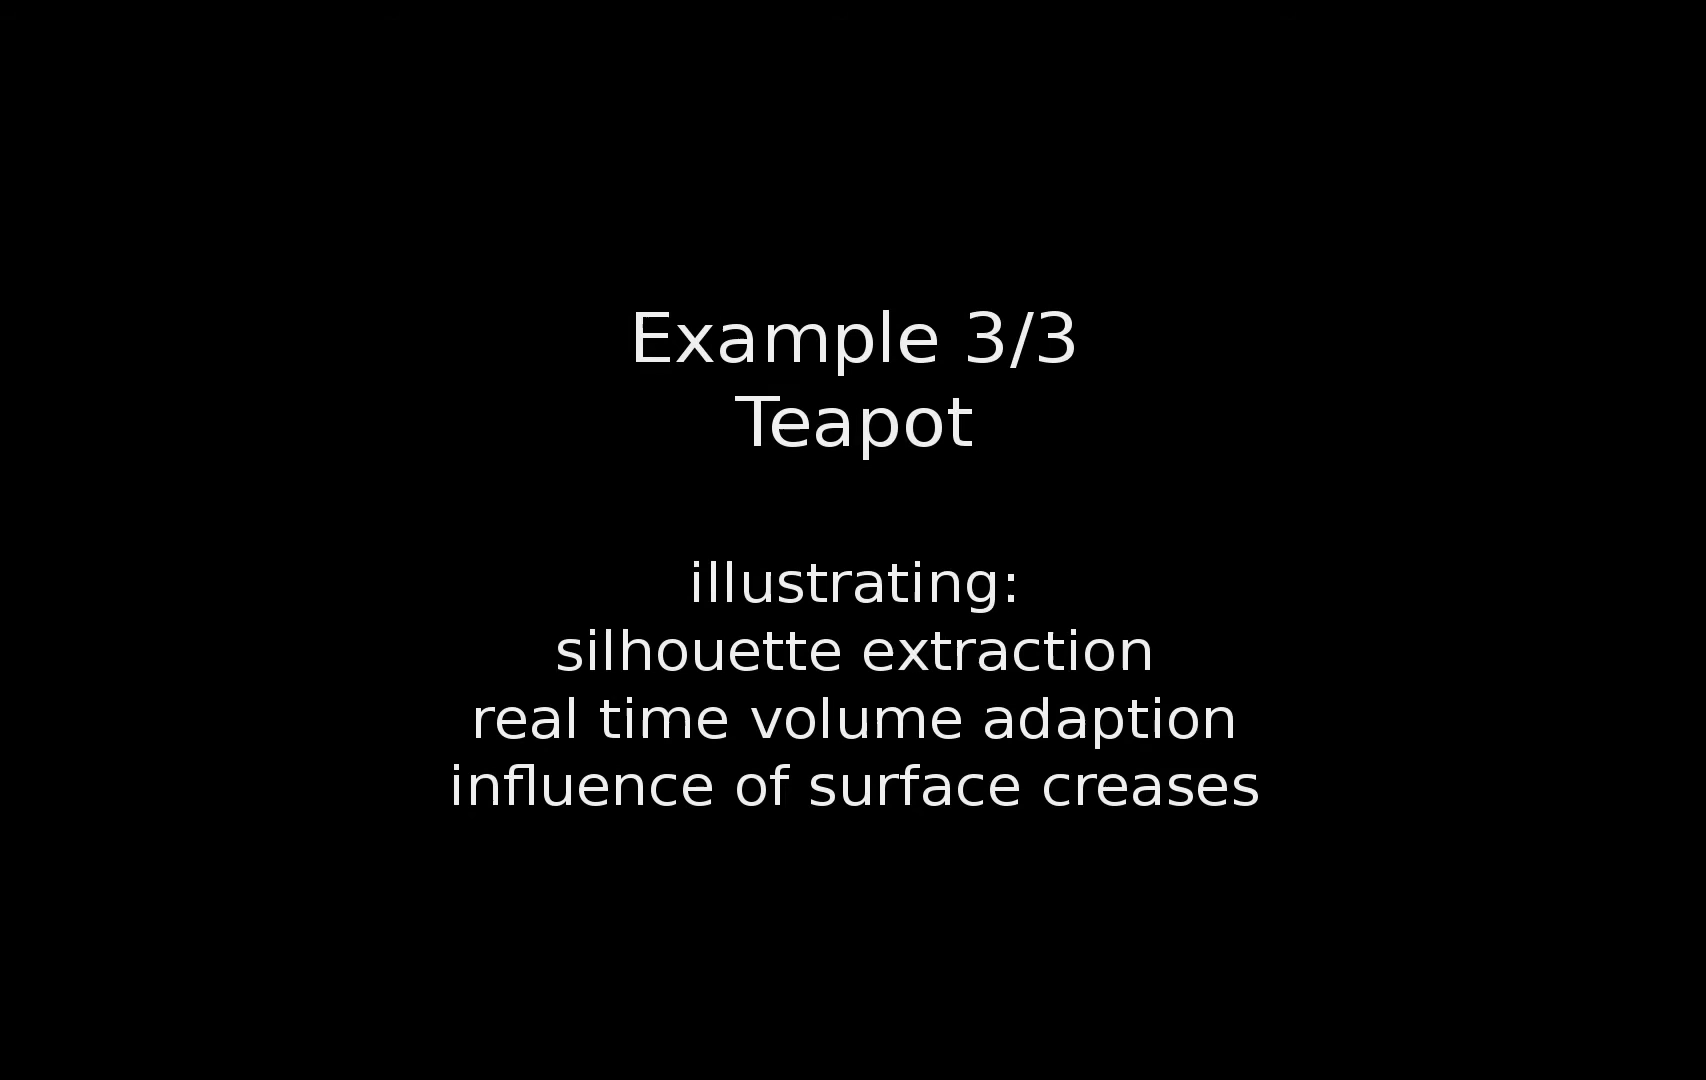 Example 3/3
Teapot
illustrating:
silhouette extraction
real time volume adaption
influence of surface creases